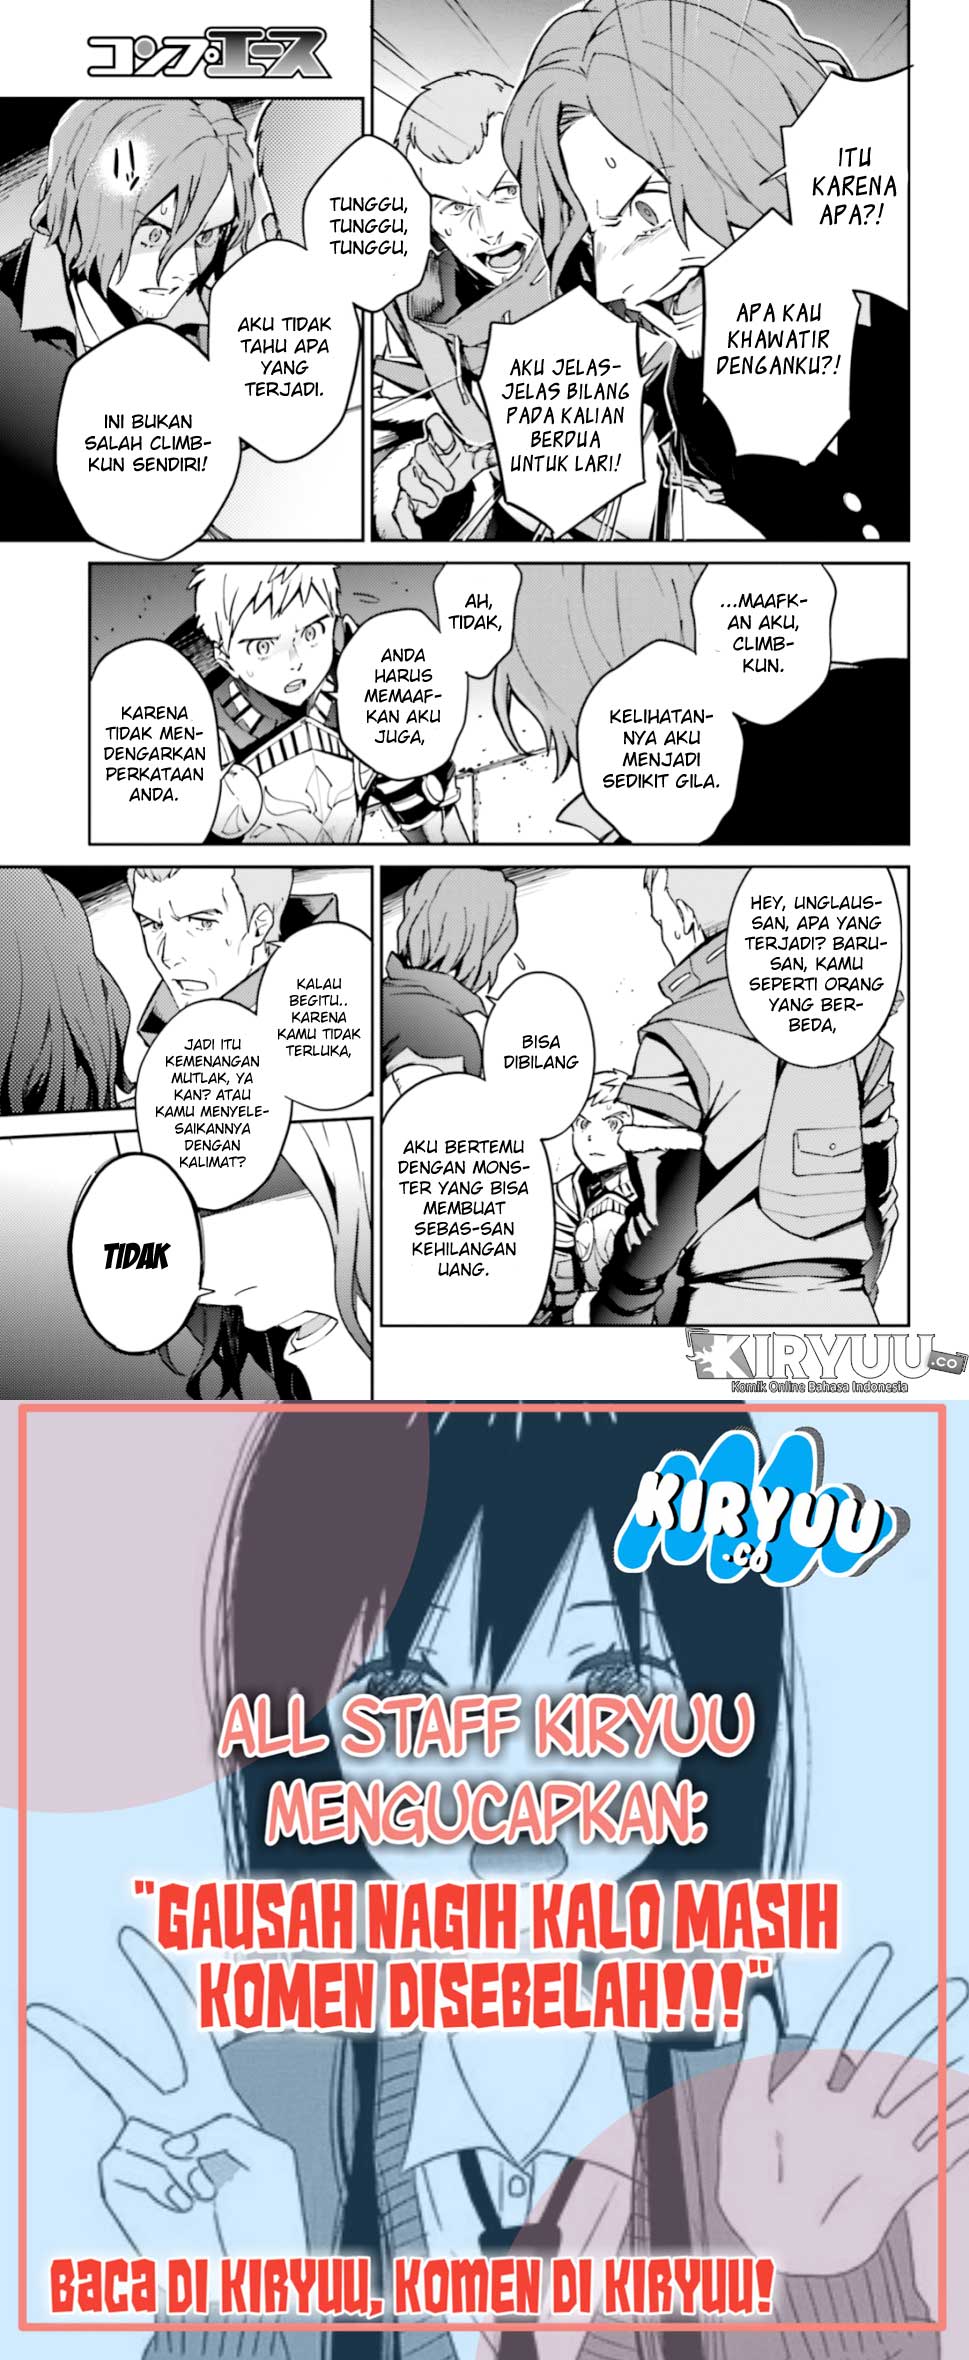 コンプエース
ITU
KARENA
APA?!
APA KAU
KHAWATIR
DENGANKU?!
AKU JELAS-
JELAS BILANG
PADA KALIAN
BERDUA
UNTUK LARI!
!!
TUNGGU,
TUNGGU,
TUNGGU,
AKU TIDAK
TAHU APA
YANG
TERJADI.
INI BUKAN
SALAH CLIMB-
KUN SENDIRI!
...MAAFK-
AN AKU,
CLIMB-
KUN.
KELIHATAN-
NYA AKU
MENJADI
SEDIKIT GILA.
AH,
TIDAK,
ANDA
HARUS
MEMAAF-
KAN AKU
JUGA,
KARENA
TIDAK MEN-
DENGARKAN
PERKATAAN
ANDA.
HEY, UNGLAUS-
SAN, APA YANG
TERJADI? BARU-
SAN, KAMU
SEPERTI ORANG
YANG BER-
BEDA,
BISA
DIBILANG
AKU BERTEMU
DENGAN MONS-
TER YANG BISA
MEMBUAT
SEBAS-SAN
KEHILANGAN
UANG.
KALAU
BEGITU..
KARENA
KAMU TIDAK
TERLUKA,
JADI ITU
KEMENANGAN
MUTLAK, YA
KAN? ATAU
KAMU MENYELE-
SAIKANNYA
DENGAN
KALIMAT?
TIDAK
KIRYUU.CO
Komik Online Bahasa Indonesia
KIRYUU
.CO
ALL STAFF KIRYUU
MENGUCAPKAN:
"GAUSAH NAGIH KALO MASIH
KOMEN DISEBELAH!!!"
BACA DI KIRYUU, KOMEN DI KIRYUU!